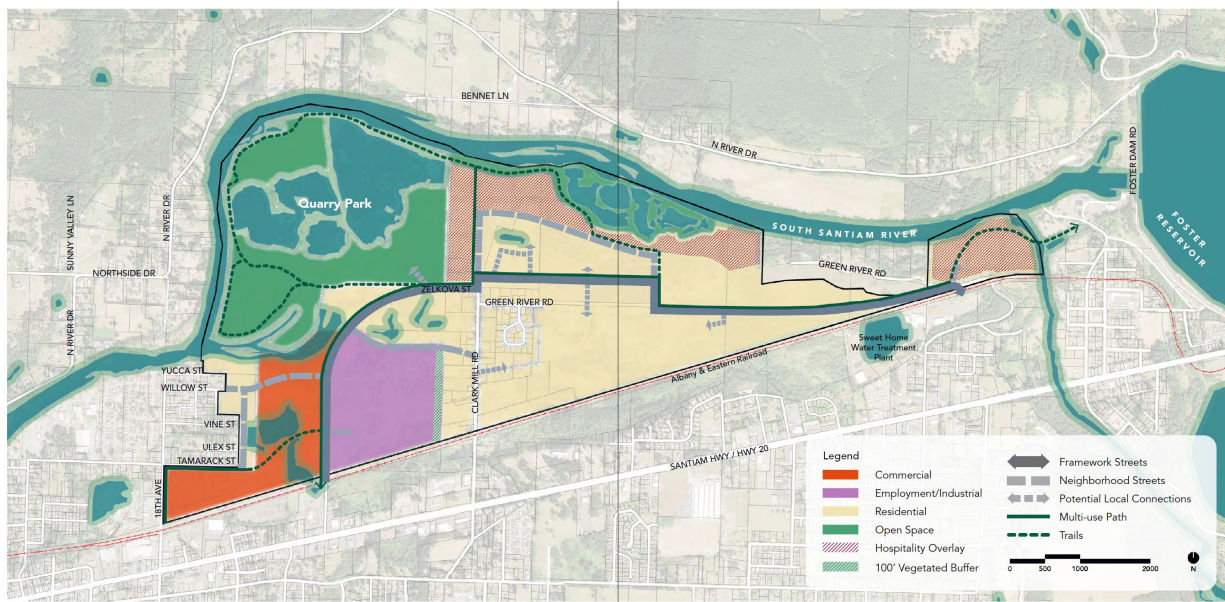 BENNET LN
N RIVER DR
FOSTER DAM RD
SUNNY VALLEY LN
N RIVER DR
Quarry Park
FOSTER
RESERVOIR
SOUTH SANTIAM RIVER
NORTHSIDE DR
GREEN RIVER RD
ZELKOVA ST
GREEN RIVER RD
N RIVER DR
Sweet Home
Water Treatment
Plant
Albany & Eastern Railroad
YUCCA ST
WILLOW ST
CLARK MILL RD
VINE ST
ULEX ST
TAMARACK ST
SANTIAM HWY / HWY 20
18TH AVE
Legend
Commercial
Employment/Industrial
Residential
Open Space
Hospitality Overlay
100' Vegetated Buffer
Framework Streets
Neighborhood Streets
Potential Local Connections
Multi-use Path
Trails
0 500 1000 2000
N